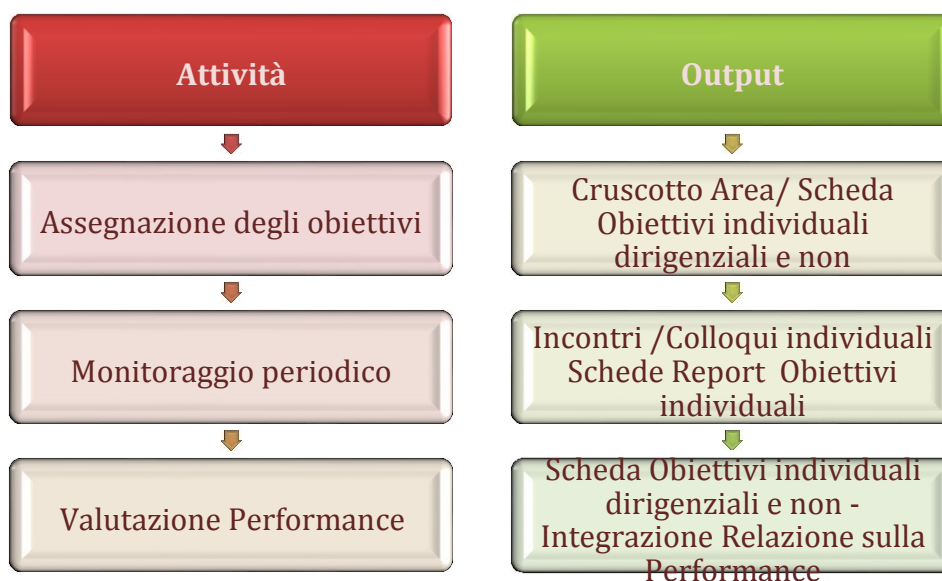 Attività
Assegnazione degli obiettivi
Monitoraggio periodico
Valutazione Performance
Output
Cruscotto Area/ Scheda
Obiettivi individuali
dirigenziali e non
Incontri /Colloqui individuali
Schede Report Obiettivi
individuali
Scheda Obiettivi individuali
dirigenziali e non -
Integrazione Relazione sulla
Performance